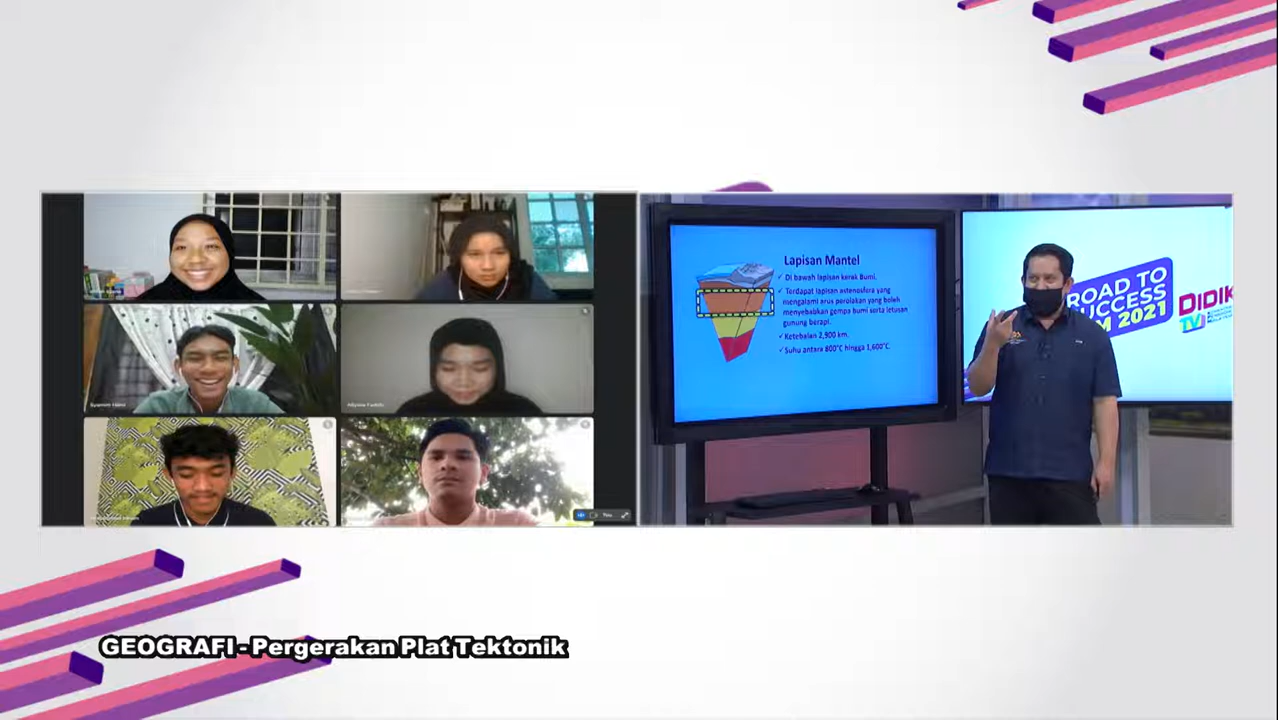 Lapisan Mantel
✓ Di bawah lapisan kerak Bumi.
✓ Terdapat lapisan astenosfera yang
mengalami arus perolakan yang boleh
menyebabkan gempa bumi serta letusan
gunung berapi.
✓ Ketebalan 2,900 km.
✓ Suhu antara 800°C hingga 1,600°C.
ROAD TO
SUCCESS
M 2021
DIDIK
TV
GEOGRAFI - Pergerakan Plat Tektonik